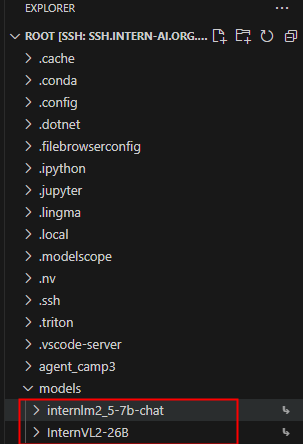 EXPLORER
ROOT [SSH: SSH.INTERN-AI.ORG....
.cache
.conda
.config
.dotnet
.filebrowserconfig
.ipython
.jupyter
.lingma
.local
.modelscope
.nv
.ssh
.triton
.vscode-server
agent_camp3
models
internlm2_5-7b-chat
InternVL2-26B